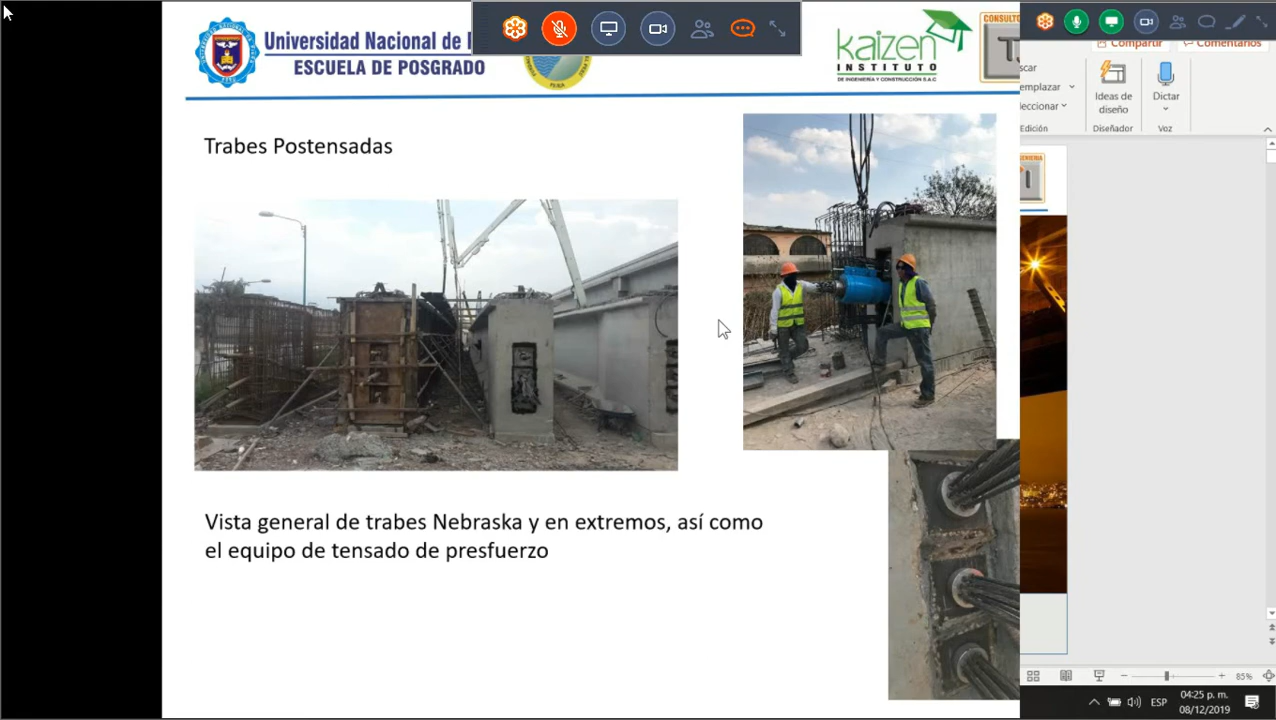 Universidad Nacional de
ESCUELA DE POSGRADO
kaizen
INSTITUTO
DE INGENIERÍA Y CONSTRUCCIÓN S.A.C
Compartir
Comentarios
Ideas de
diseño
Dictar
Edición
Diseñador
Voz
Trabes Postensadas
Vista general de trabes Nebraska y en extremos, así como
el equipo de tensado de presfuerzo
85%
ESP
04:25 p. m.
08/12/2019